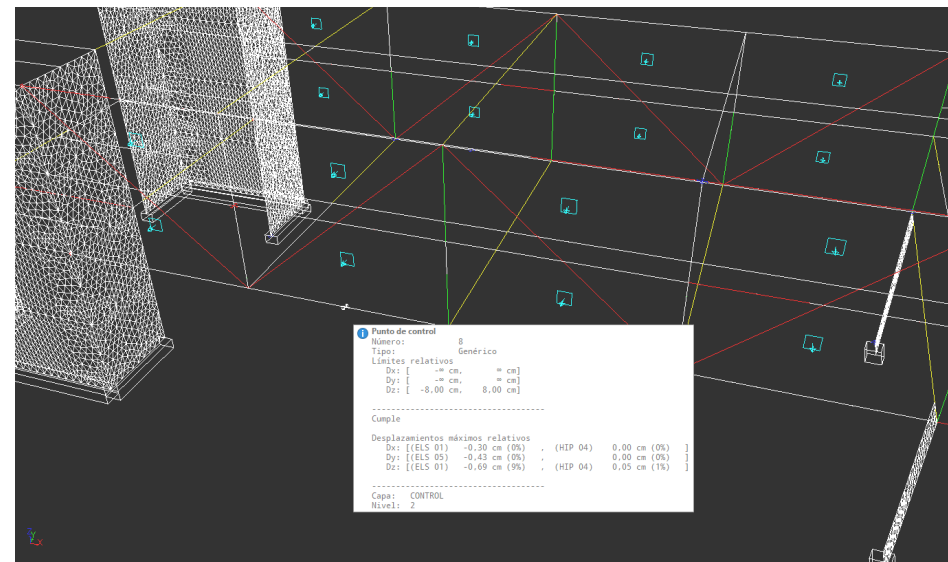 Punto de control
Número: 8
Tipo: Genérico
Límites relativos
Dx: [ -∞ cm, ∞ cm]
Dy: [ -∞ cm, ∞ cm]
Dz: [ -8.00 cm, 8.00 cm]
----------------------------------
Cumple
Desplazamientos máximos relativos
Dx: [(ELS 01) -0.30 cm (0%) , (HIP 04) 0.00 cm (0%) ]
Dy: [(ELS 05) -0.43 cm (0%) , 0.00 cm (0%) ]
Dz: [(ELS 01) -0.69 cm (9%) , (HIP 04) 0.05 cm (1%) ]
----------------------------------
Capa: CONTROL
Nivel: 2
Z
Y
X